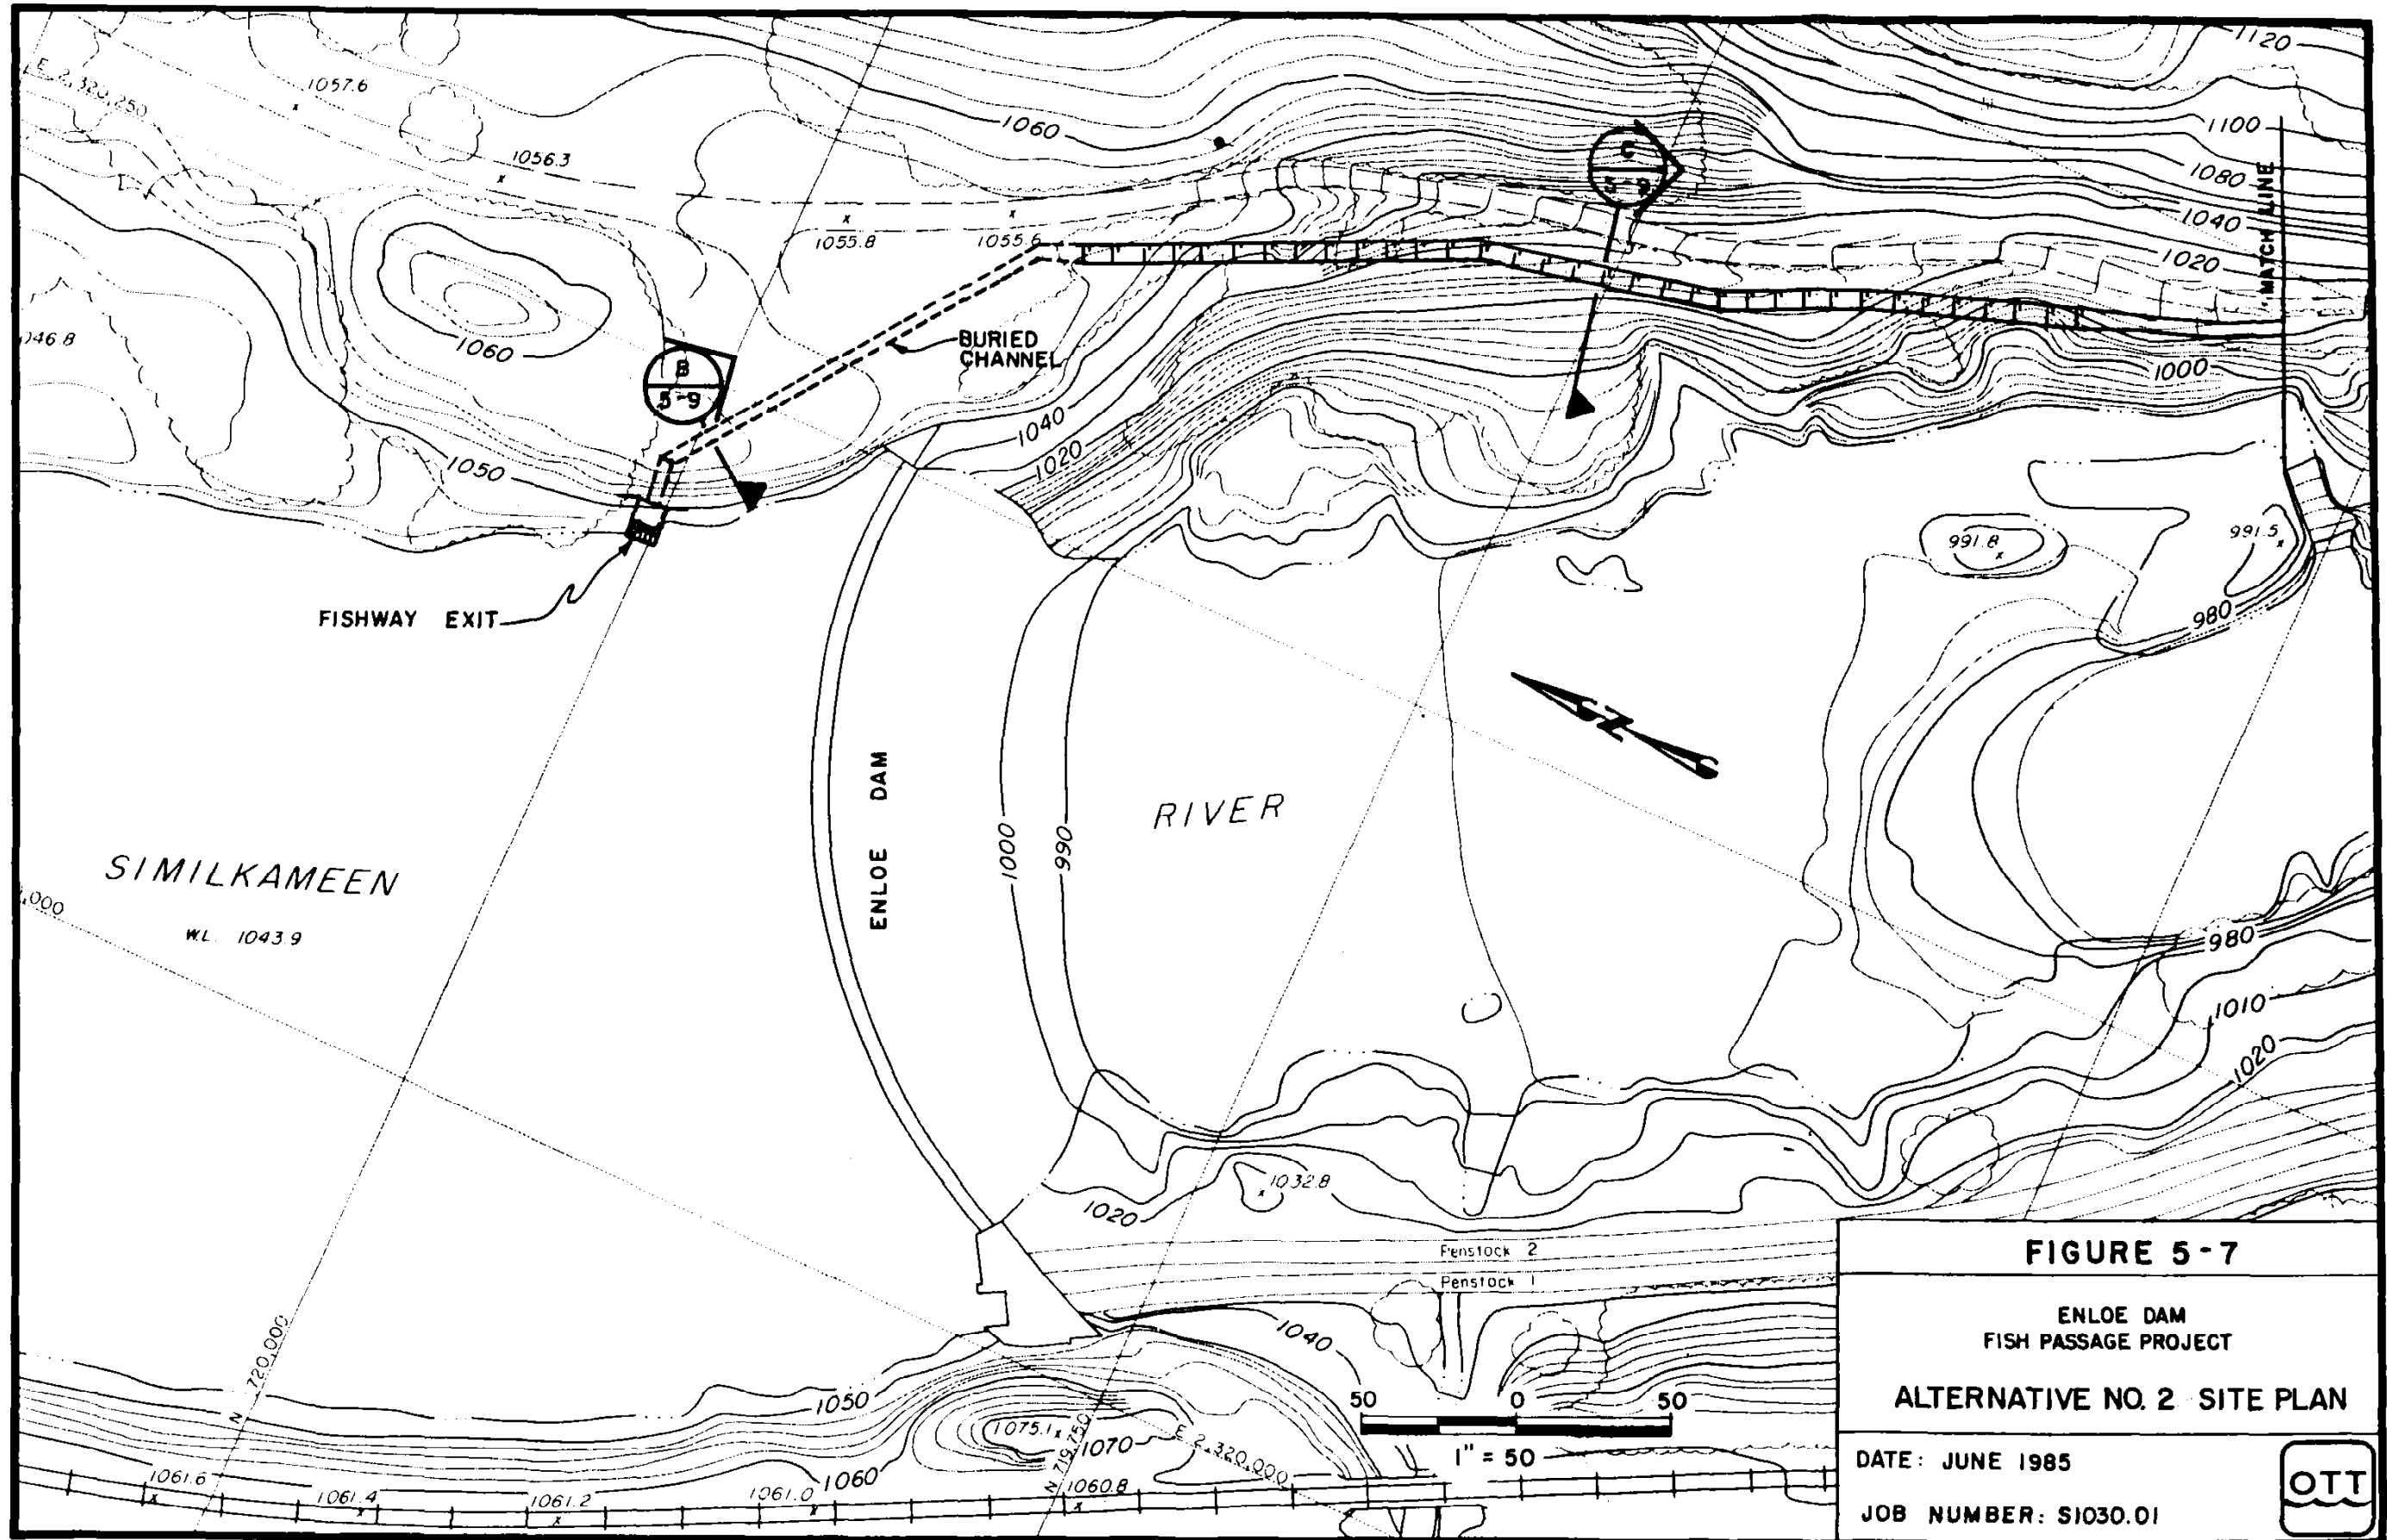 1120
E 2,320,250
1057.6
1060
1100
1056.3
MATCH LINE
C
5-9
1080
1040
1055.8
1055.6
1020
1046.8
1060
BURIED
CHANNEL
B
5-9
1000
1040
1050
1020
991.8
991.5
FISHWAY EXIT
980
N
ENLOE DAM
1000
990
RIVER
SIMILKAMEEN
W.L. 1043.9
,000
980
1010
1020
1032.8
1020
Penstock 2
Penstock 1
FIGURE 5-7
ENLOE DAM
FISH PASSAGE PROJECT
ALTERNATIVE NO. 2 SITE PLAN
DATE: JUNE 1985
JOB NUMBER: S1030.01
OTT
N 720,000
1040
1050
50 0 50
1" = 50
1075.1
1070
N 719,750
E 2,320,000
1060
1061.6
1061.4
1061.2
1061.0
1060.8